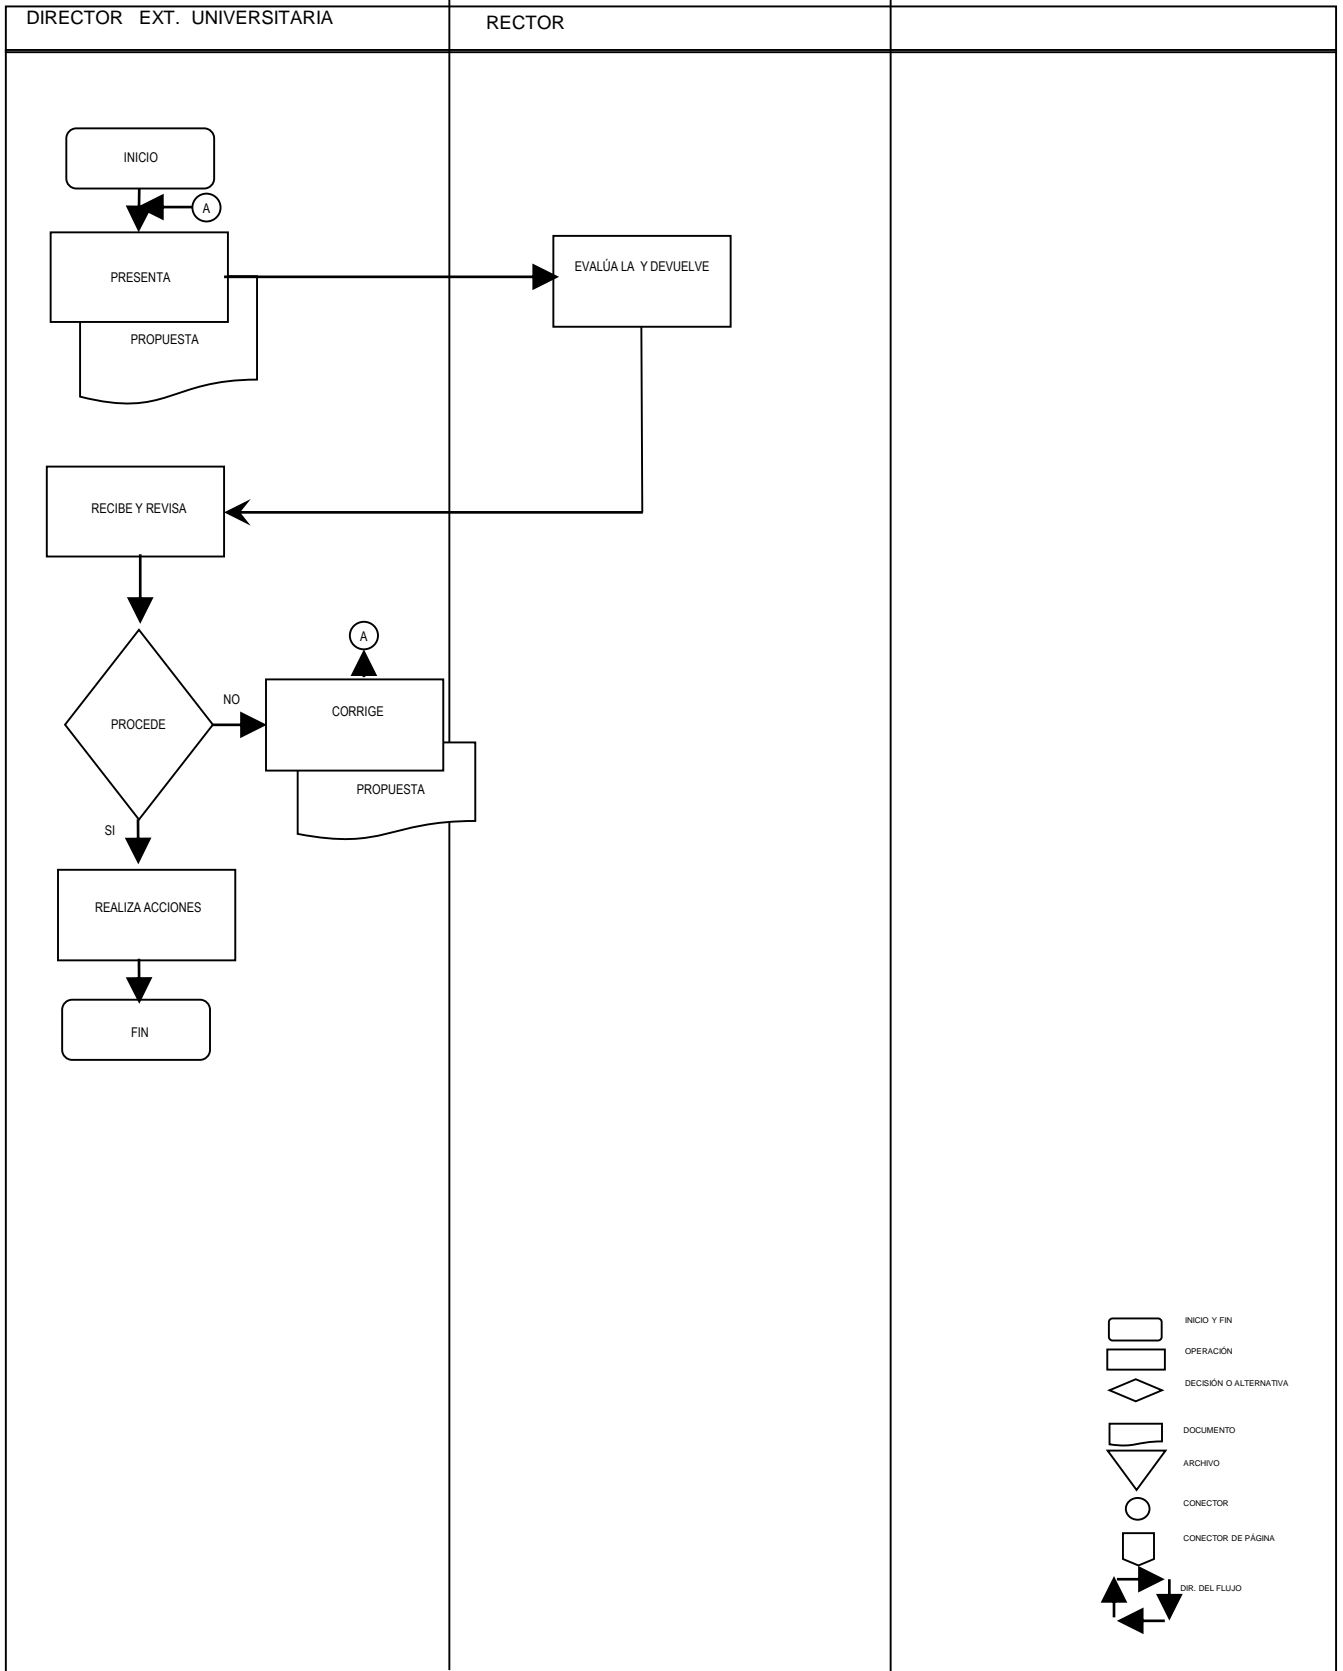 DIRECTOR EXT. UNIVERSITARIA
RECTOR
INICIO
A
PRESENTA
PROPUESTA
EVALÚA LA Y DEVUELVE
RECIBE Y REVISA
PROCEDE
NO
A
CORRIGE
PROPUESTA
SI
REALIZA ACCIONES
FIN
INICIO Y FIN
OPERACIÓN
DECISIÓN O ALTERNATIVA
DOCUMENTO
ARCHIVO
CONECTOR
CONECTOR DE PÁGINA
DIR. DEL FLUJO